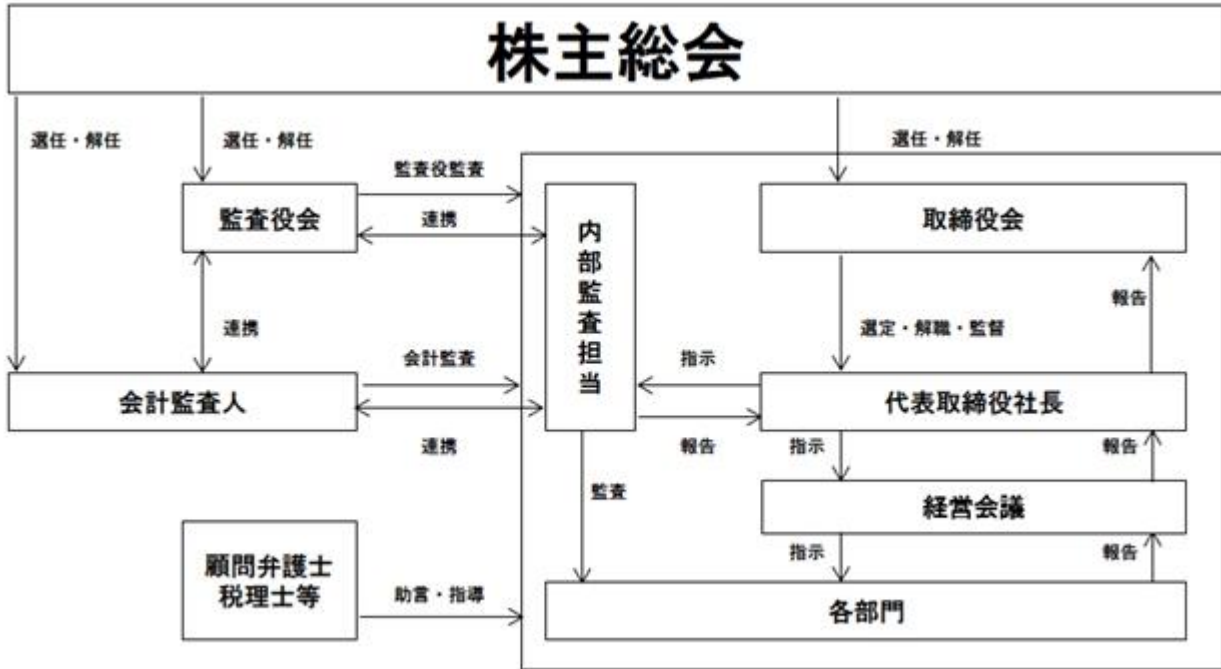 株主総会
選任・解任
選任・解任
選任・解任
監査役監査
監査役会
連携
内部監査担当
取締役会
報告
連携
選定・解職・監督
会計監査
指示
会計監査人
代表取締役社長
連携
報告
指示
報告
監査
経営会議
顧問弁護士
税理士等
指示
報告
助言・指導
各部門